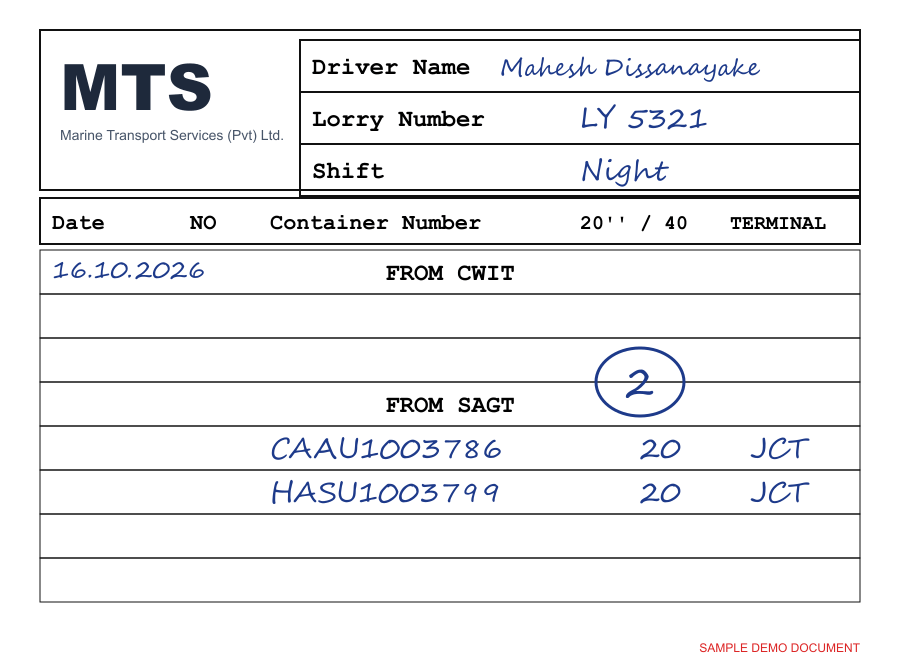 MTS
Marine Transport Services (Pvt) Ltd.
Driver Name Mahesh Dissanayake
Lorry Number LY 5321
Shift Night
Date NO Container Number 20'' / 40 TERMINAL
16.10.2026 FROM CWIT
2
FROM SAGT
CAAU1003786 20 JCT
HASU1003799 20 JCT
SAMPLE DEMO DOCUMENT